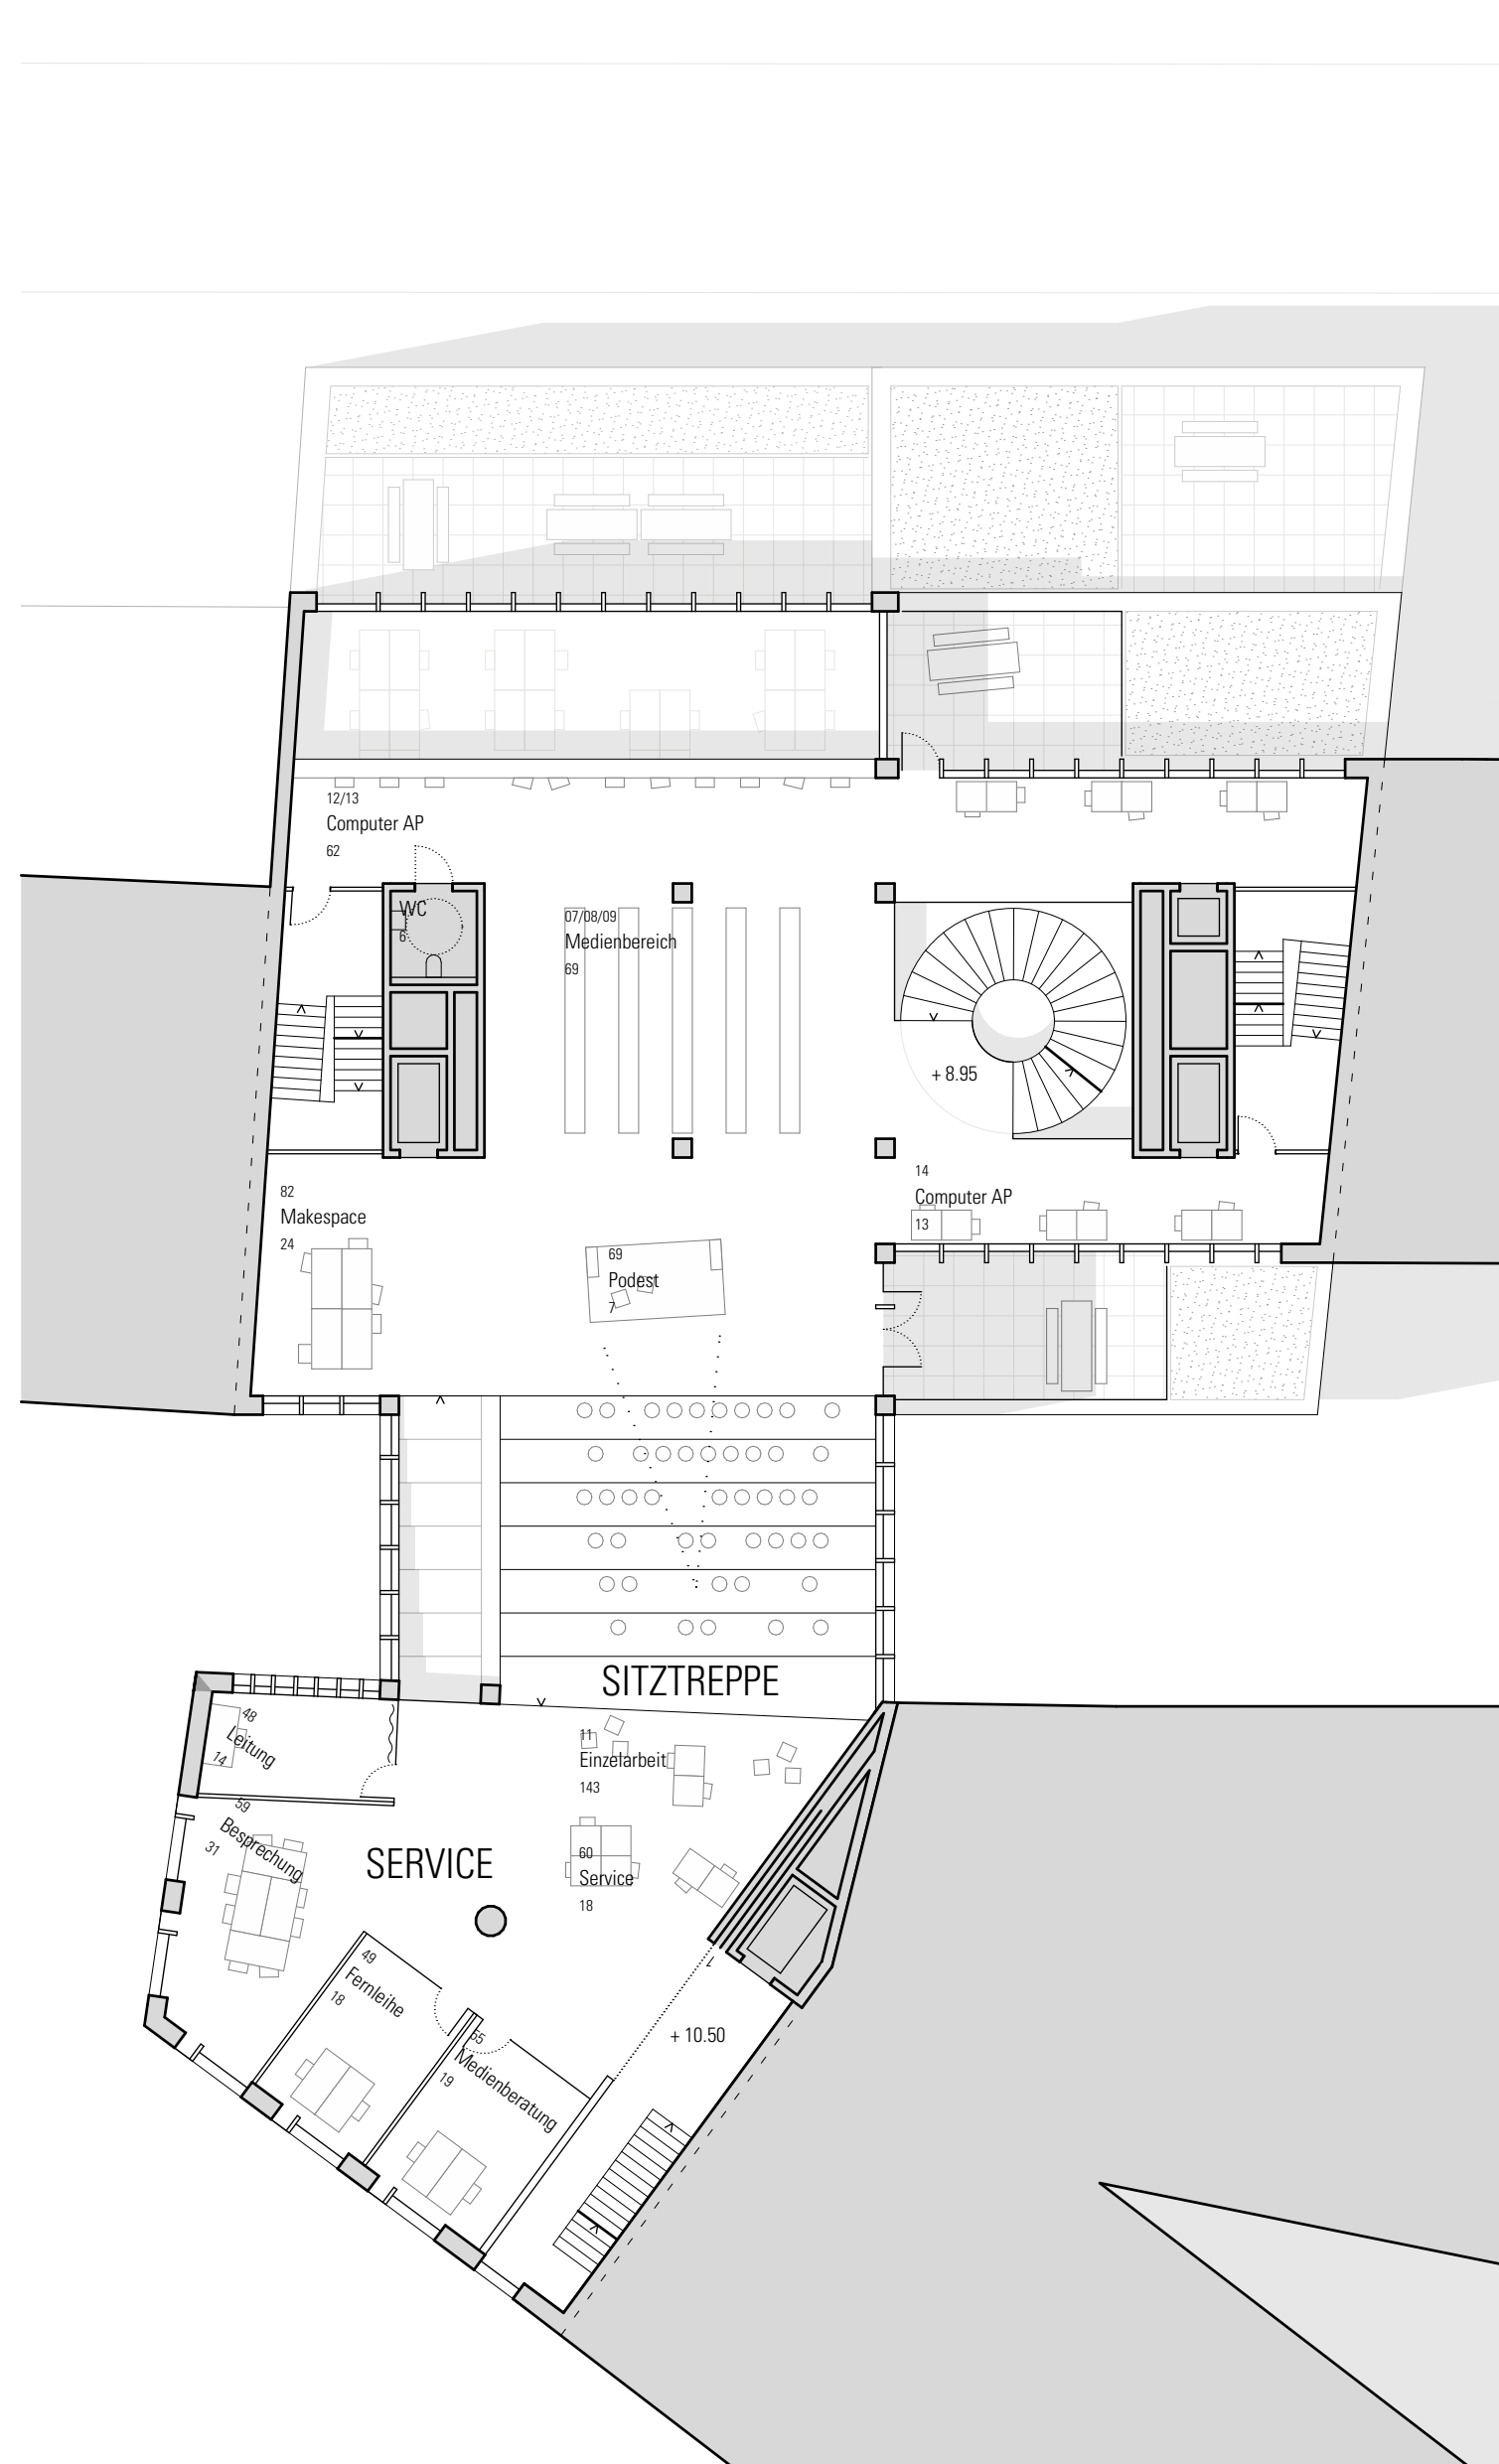 12/13
Computer AP
62
WC
6
07/08/09
Medienbereich
69
+ 8.95
14
Computer AP
13
82
Makespace
24
69
Podest
7
SITZTREPPE
48
Leitung
14
11
Einzelarbeit
143
59
Besprechung
31
SERVICE
60
Service
18
49
Fernleihe
18
55
Medienberatung
19
+ 10.50